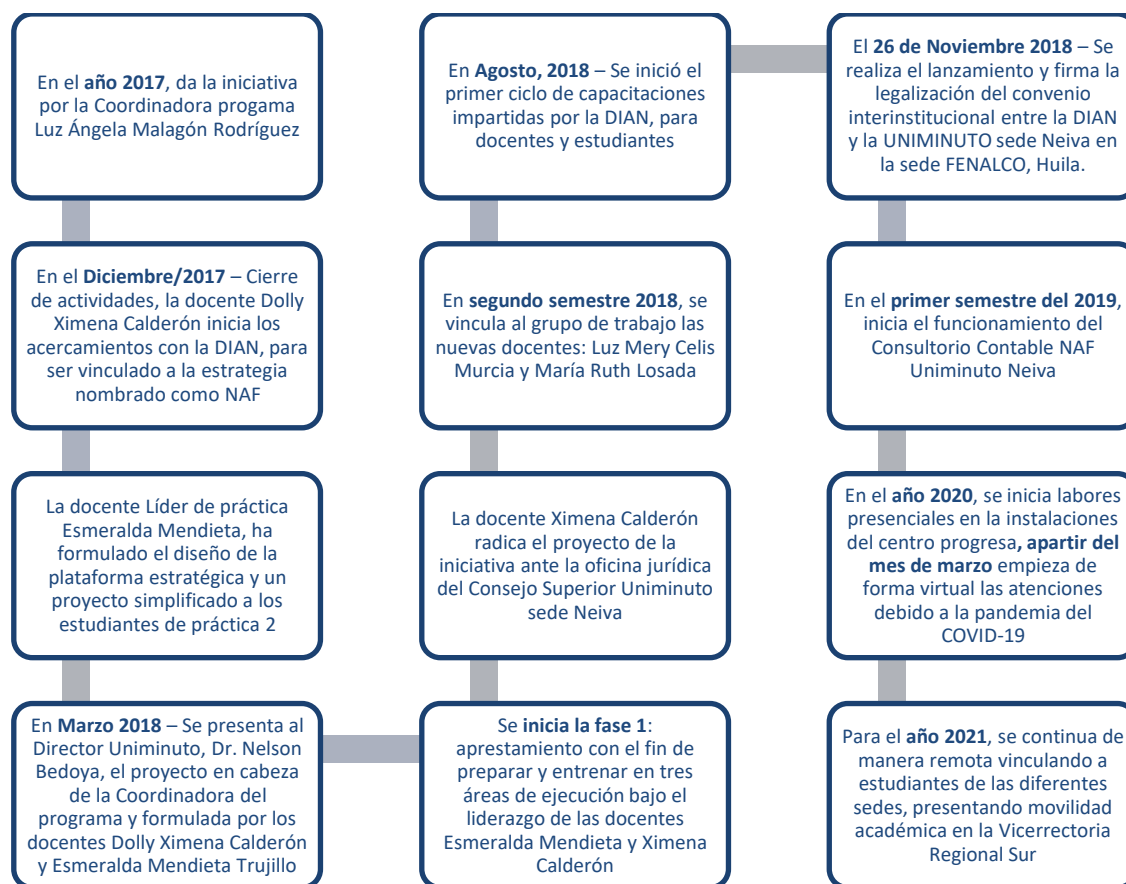 En el año 2017, da la iniciativa
por la Coordinadora progama
Luz Ángela Malagón Rodríguez
En el Diciembre/2017 – Cierre
de actividades, la docente Dolly
Ximena Calderón inicia los
acercamientos con la DIAN, para
ser vinculado a la estrategia
nombrado como NAF
La docente Líder de práctica
Esmeralda Mendieta, ha
formulado el diseño de la
plataforma estratégica y un
proyecto simplificado a los
estudiantes de práctica 2
En Marzo 2018 – Se presenta al
Director Uniminuto, Dr. Nelson
Bedoya, el proyecto en cabeza
de la Coordinadora del
programa y formulada por los
docentes Dolly Ximena Calderón
y Esmeralda Mendieta Trujillo
Se inicia la fase 1:
aprestamiento con el fin de
preparar y entrenar en tres
áreas de ejecución bajo el
liderazgo de las docentes
Esmeralda Mendieta y Ximena
Calderón
La docente Ximena Calderón
radica el proyecto de la
iniciativa ante la oficina jurídica
del Consejo Superior Uniminuto
sede Neiva
En segundo semestre 2018, se
vincula al grupo de trabajo las
nuevas docentes: Luz Mery Celis
Murcia y María Ruth Losada
En Agosto, 2018 – Se inició el
primer ciclo de capacitaciones
impartidas por la DIAN, para
docentes y estudiantes
El 26 de Noviembre 2018 – Se
realiza el lanzamiento y firma la
legalización del convenio
interinstitucional entre la DIAN
y la UNIMINUTO sede Neiva en
la sede FENALCO, Huila.
En el primer semestre del 2019,
inicia el funcionamiento del
Consultorio Contable NAF
Uniminuto Neiva
En el año 2020, se inicia labores
presenciales en la instalaciones
del centro progresa, apartir del
mes de marzo empieza de
forma virtual las atenciones
debido a la pandemia del
COVID-19
Para el año 2021, se continua de
manera remota vinculando a
estudiantes de las diferentes
sedes, presentando movilidad
académica en la Vicerrectoria
Regional Sur